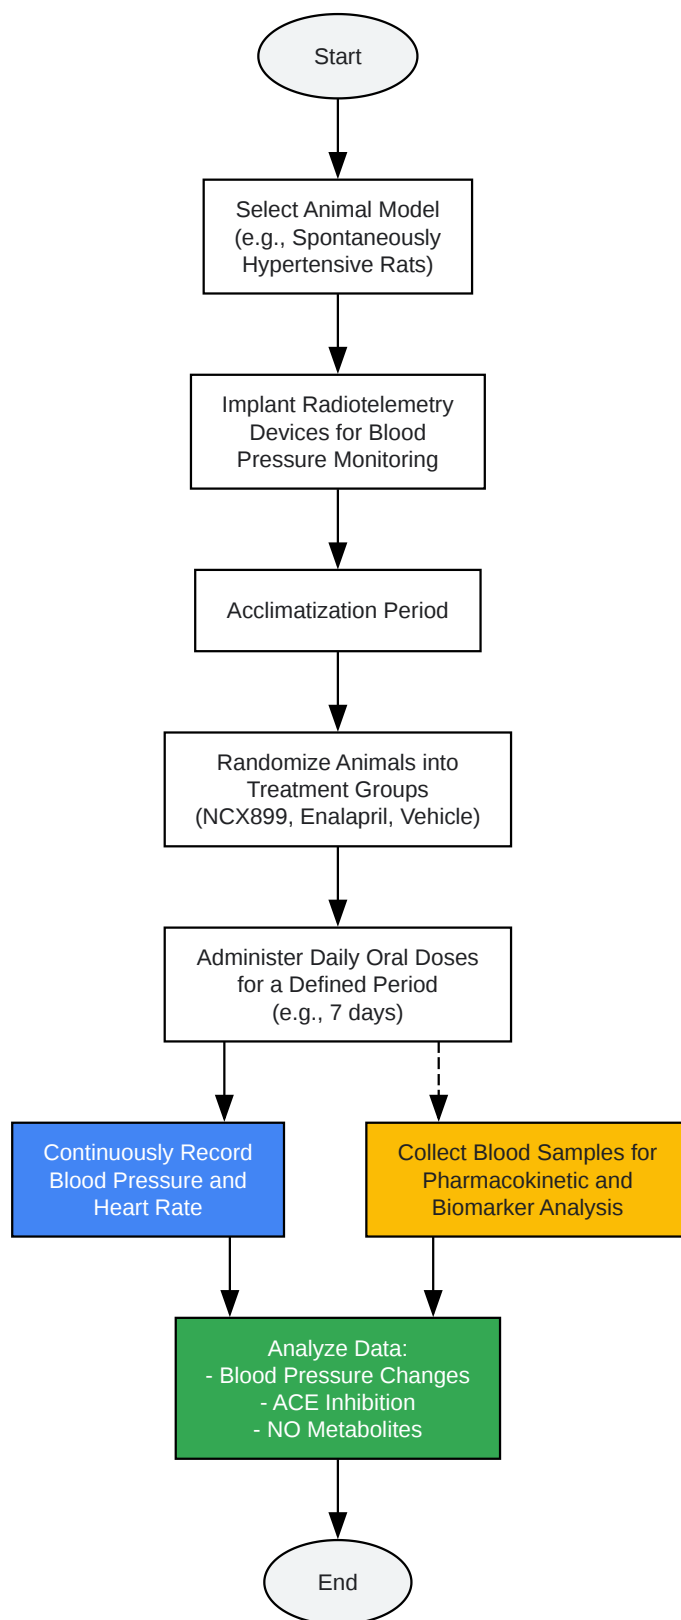 Start
Select Animal Model
(e.g., Spontaneously
Hypertensive Rats)
Implant Radiotelemetry
Devices for Blood
Pressure Monitoring
Acclimatization Period
Randomize Animals into
Treatment Groups
(NCX899, Enalapril, Vehicle)
Administer Daily Oral Doses
for a Defined Period
(e.g., 7 days)
Continuously Record
Blood Pressure and
Heart Rate
Collect Blood Samples for
Pharmacokinetic and
Biomarker Analysis
Analyze Data:
- Blood Pressure Changes
- ACE Inhibition
- NO Metabolites
End